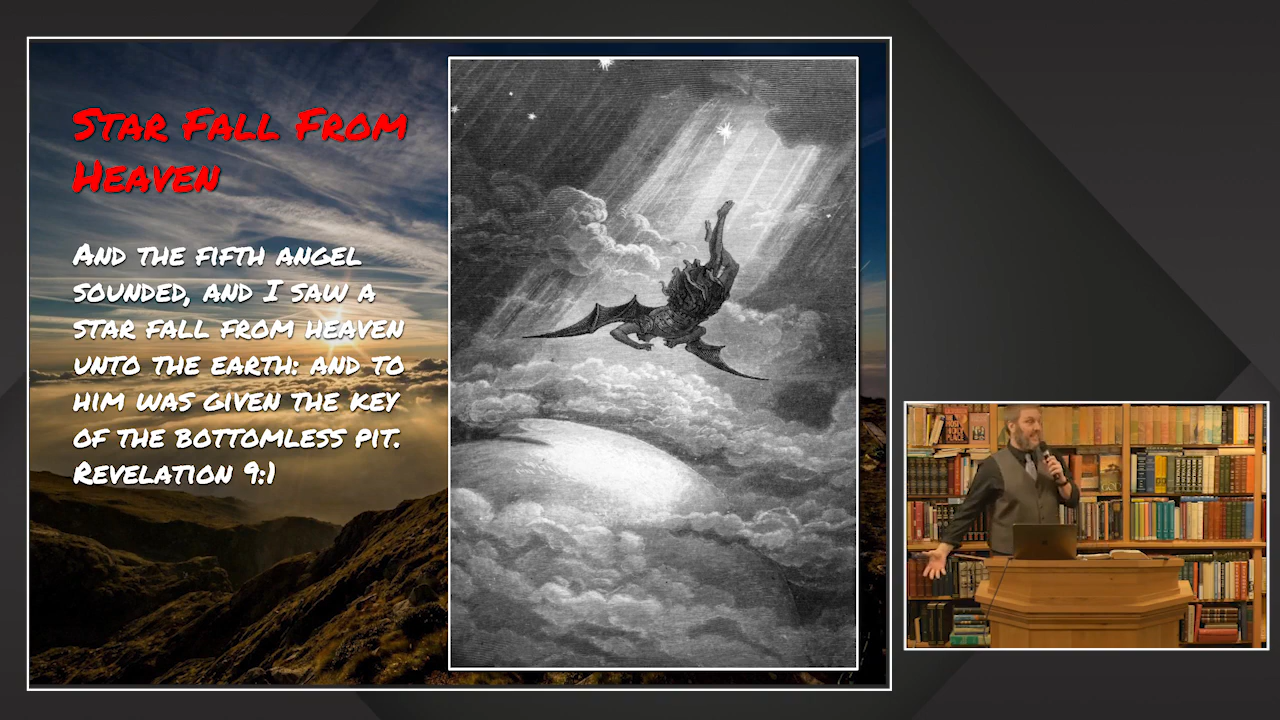 Star Fall From
Heaven
And the fifth angel
sounded, and I saw a
star fall from heaven
unto the earth: and to
him was given the key
of the bottomless pit.
Revelation 9:1